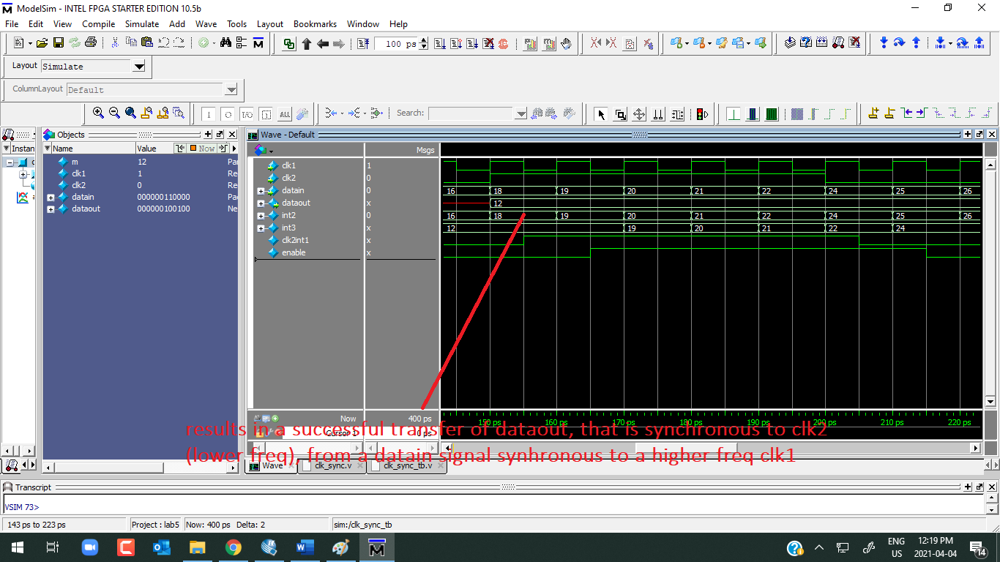 ModelSim - INTEL FPGA STARTER EDITION 10.5b
File Edit View Compile Simulate Add Wave Tools Layout Bookmarks Window Help
100 ps
Layout Simulate
ColumnLayout Default
Search:
Instan
Objects
Name Value Now
m 12 Pa
clk1 1 Re
clk2 0 Re
datain 000000110000 Pa
dataout 000000100100 Ne
Wave - Default
Msgs
clk1 1
clk2 0
datain 0 16 18 19 20 21 22 24 25 26
dataout x 12
int2 0 16 18 19 20 21 22 24 25 26
int3 x 12 19 20 21 22 24
clk2int1 x
enable x
Now 400 ps 150 ps 160 ps 170 ps 180 ps 190 ps 200 ps 210 ps 220 ps
Cursor 1 0 ps
results in a successful transfer of dataout, that is synchronous to clk2
(lower freq), from a datain signal synhronous to a higher freq clk1
Wave clk_sync.v clk_sync_tb.v
Transcript
VSIM 73>
143 ps to 223 ps Project : lab5 Now: 400 ps Delta: 2 sim:/clk_sync_tb
ENG
US
12:19 PM
2021-04-04
14